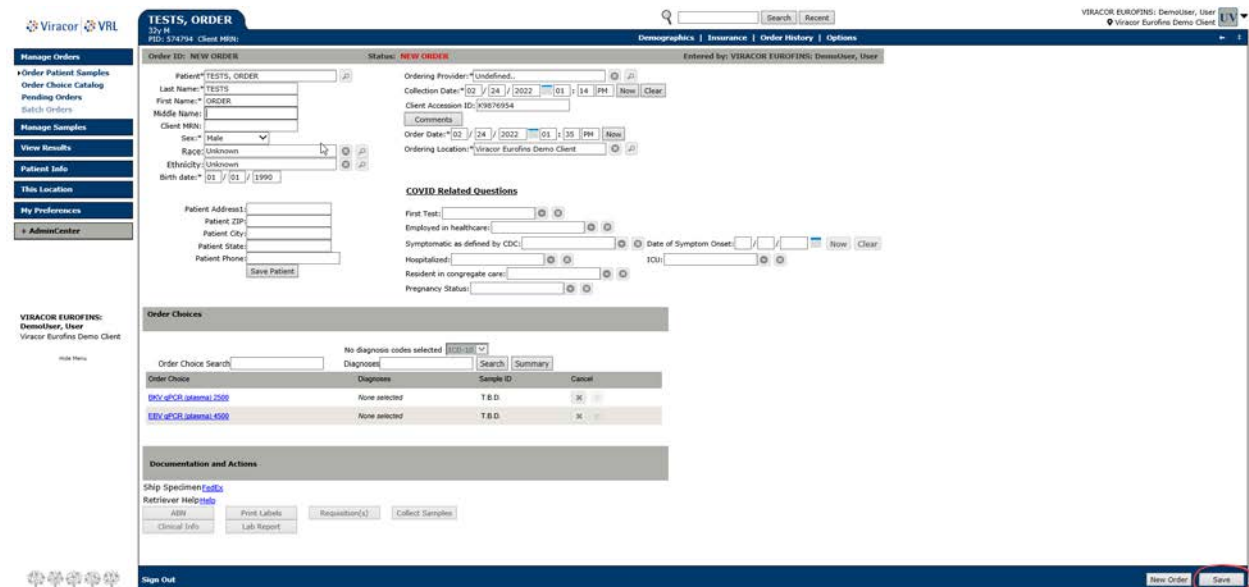 Viracor VRL
TESTS, ORDER
32y M
PID: 574794 Client MRN:
Search Recent
VIRACOR EUROFINS: DemoUser, User
Viracor Eurofins Demo Client
UV
Demographics | Insurance | Order History | Options
Manage Orders
Order Patient Samples
Order Choice Catalog
Pending Orders
Batch Orders
Manage Samples
View Results
Patient Info
This Location
My Preferences
+ AdminCenter
VIRACOR EUROFINS:
DemoUser, User
Viracor Eurofins Demo Client
Hide Menu
Order ID: NEW ORDER Status: NEW ORDER Entered by: VIRACOR EUROFINS: DemoUser, User
Patient* TESTS, ORDER
Last Name:* TESTS
First Name:* ORDER
Middle Name:
Client MRN:
Sex:* Male
Race: Unknown
Ethnicity: Unknown
Birth date:* 01 / 01 / 1990
Ordering Provider:* Undefined..
Collection Date:* 02 / 24 / 2022 01 : 14 PM Now Clear
Client Accession ID: K9876954
Comments
Order Date:* 02 / 24 / 2022 01 : 35 PM Now
Ordering Location:* Viracor Eurofins Demo Client
Patient Address1:
Patient ZIP:
Patient City:
Patient State:
Patient Phone:
Save Patient
COVID Related Questions
First Test:
Employed in healthcare:
Symptomatic as defined by CDC: Date of Symptom Onset: / / Now Clear
Hospitalized: ICU:
Resident in congregate care:
Pregnancy Status:
Order Choices
No diagnosis codes selected ICD-10
Order Choice Search Diagnoses Search Summary
Order Choice Diagnoses Sample ID Cancel
BKV qPCR (plasma) 2500 None selected T.B.D.
EBV qPCR (plasma) 4500 None selected T.B.D.
Documentation and Actions
Ship Specimen FedEx
Retriever Help Help
ABN Print Labels Requisition(s) Collect Samples
Clinical Info Lab Report
Sign Out New Order Save